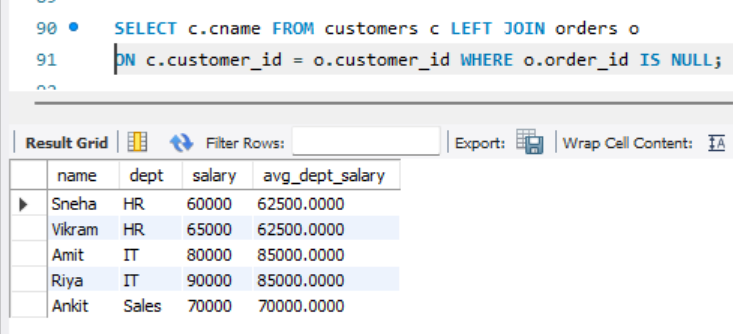 90 SELECT c.cname FROM customers c LEFT JOIN orders o
91 ON c.customer_id = o.customer_id WHERE o.order_id IS NULL;
Result Grid Filter Rows: Export: Wrap Cell Content: IA
name dept salary avg_dept_salary
Sneha HR 60000 62500.0000
Vikram HR 65000 62500.0000
Amit IT 80000 85000.0000
Riya IT 90000 85000.0000
Ankit Sales 70000 70000.0000